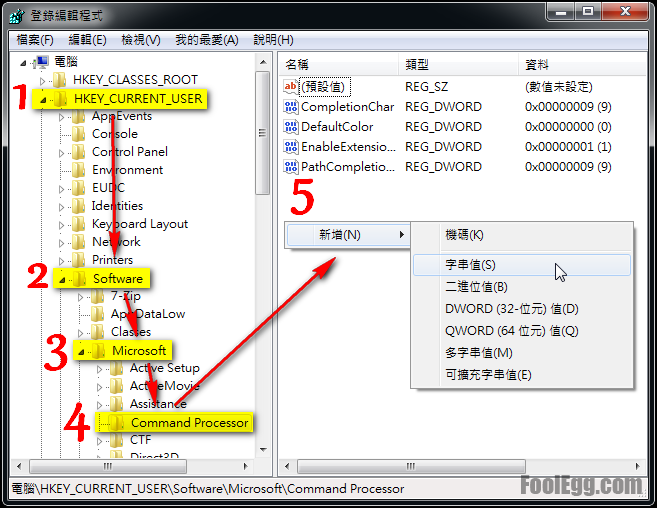 登錄編輯程式
檔案(F) 編輯(E) 檢視(V) 我的最愛(A) 說明(H)
電腦
HKEY_CLASSES_ROOT
1 HKEY_CURRENT_USER
AppEvents
Console
Control Panel
Environment
EUDC
Identities
Keyboard Layout
Network
Printers
2 Software
7-Zip
AppDataLow
Classes
3 Microsoft
Active Setup
ActiveMovie
Assistance
4 Command Processor
CTF
Direct3D
名稱 類型 資料
(預設值) REG_SZ (數值未設定)
CompletionChar REG_DWORD 0x00000009 (9)
DefaultColor REG_DWORD 0x00000000 (0)
EnableExtension... REG_DWORD 0x00000001 (1)
PathCompletio... REG_DWORD 0x00000009 (9)
5
新增(N)
機碼(K)
字串值(S)
二進位值(B)
DWORD (32-位元) 值(D)
QWORD (64 位元) 值(Q)
多字串值(M)
可擴充字串值(E)
電腦\HKEY_CURRENT_USER\Software\Microsoft\Command Processor
FoolEgg.com